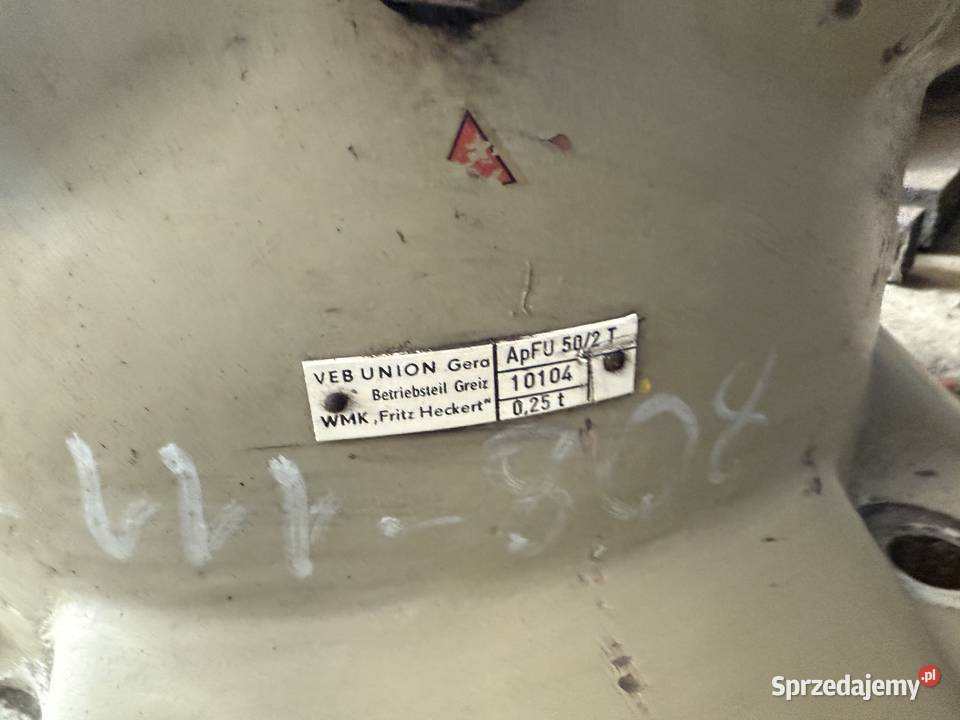 VEB UNION Gera
Betriebsteil Greiz
WMK „Fritz Heckert"
ApFU 50/2 T
10104
0,25 t
Sprzedajemy.pl